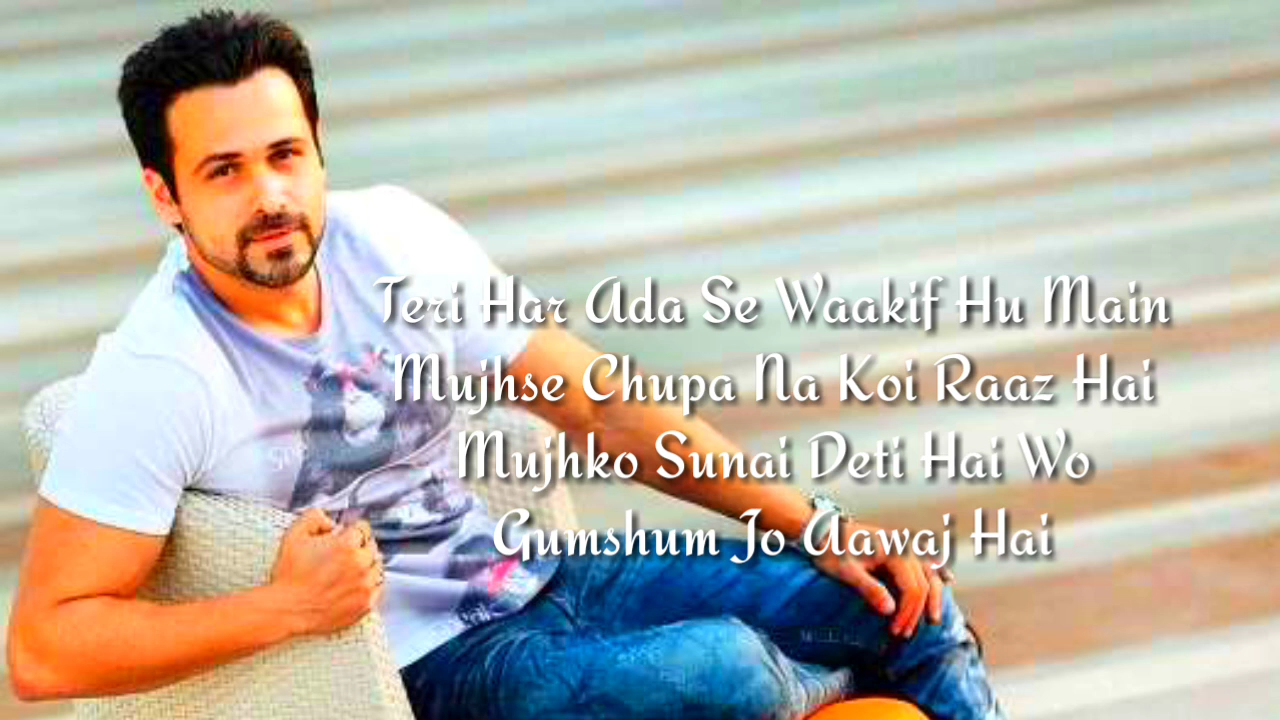 Teri Har Ada Se Waakif Hu Main
Mujhse Chupa Na Koi Raaz Hai
Mujhko Sunai Deti Hai Wo
Gumshum Jo Aawaj Hai